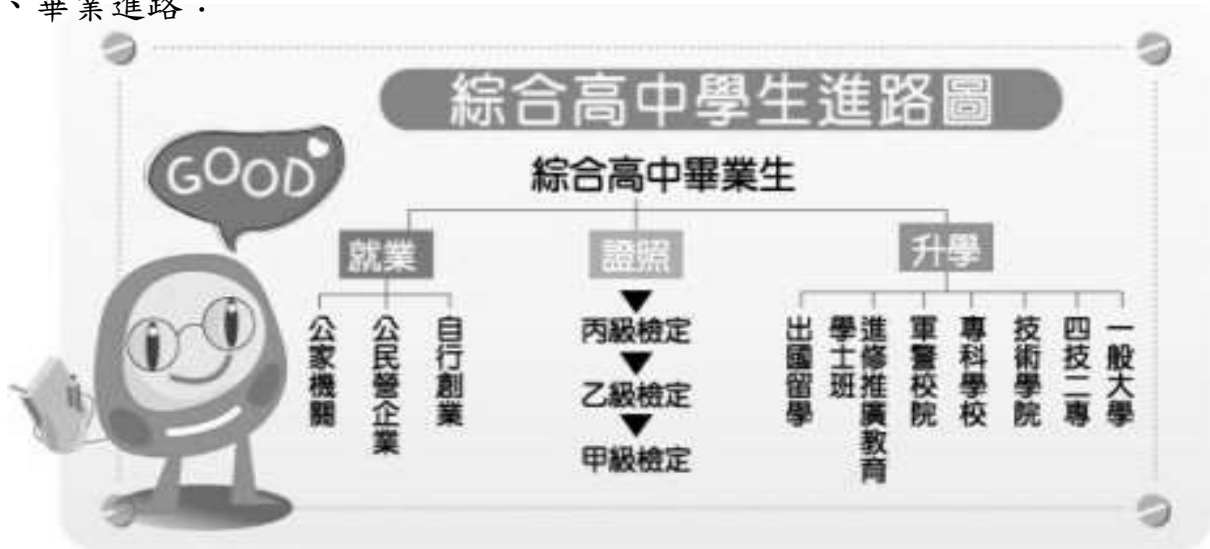 、畢業進路：
綜合高中學生進路圖
GOOD
綜合高中畢業生
就業
證照
升學
公家機關
公民營企業
自行創業
丙級檢定
乙級檢定
甲級檢定
出國留學
進修推廣教育
學士班
軍警校院
專科學校
技術學院
四技二專
一般大學